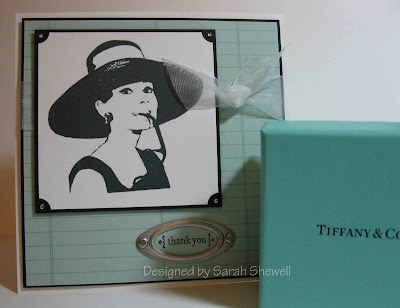 { thank you }
TIFFANY & CO
Designed by Sarah Shewell